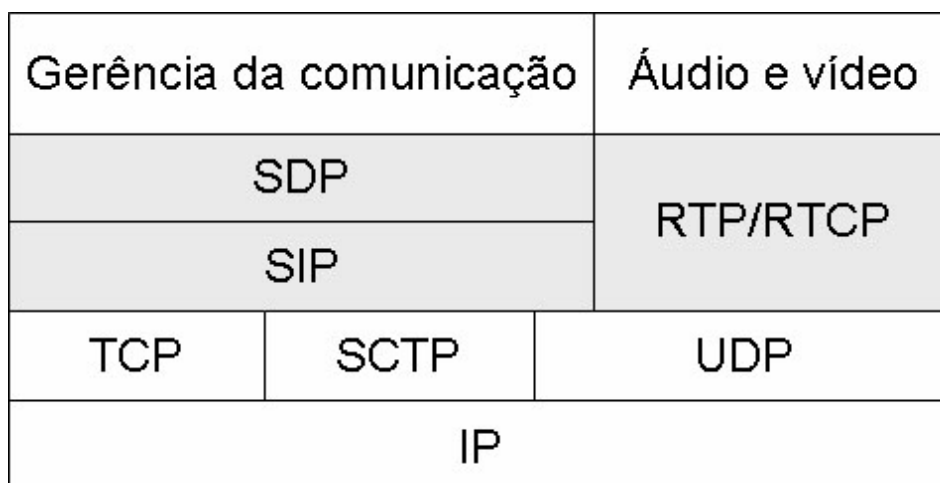 Gerência da comunicação
Áudio e vídeo
SDP
RTP/RTCP
SIP
TCP
SCTP
UDP
IP